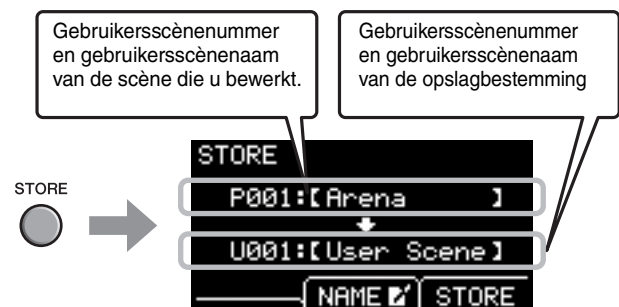 Gebruikersscènenummer
en gebruikersscènenaam
van de scène die u bewerkt.
Gebruikersscènenummer
en gebruikersscènenaam
van de opslagbestemming
STORE
STORE
P001:[Arena ]
U001:[User Scene]
NAME STORE